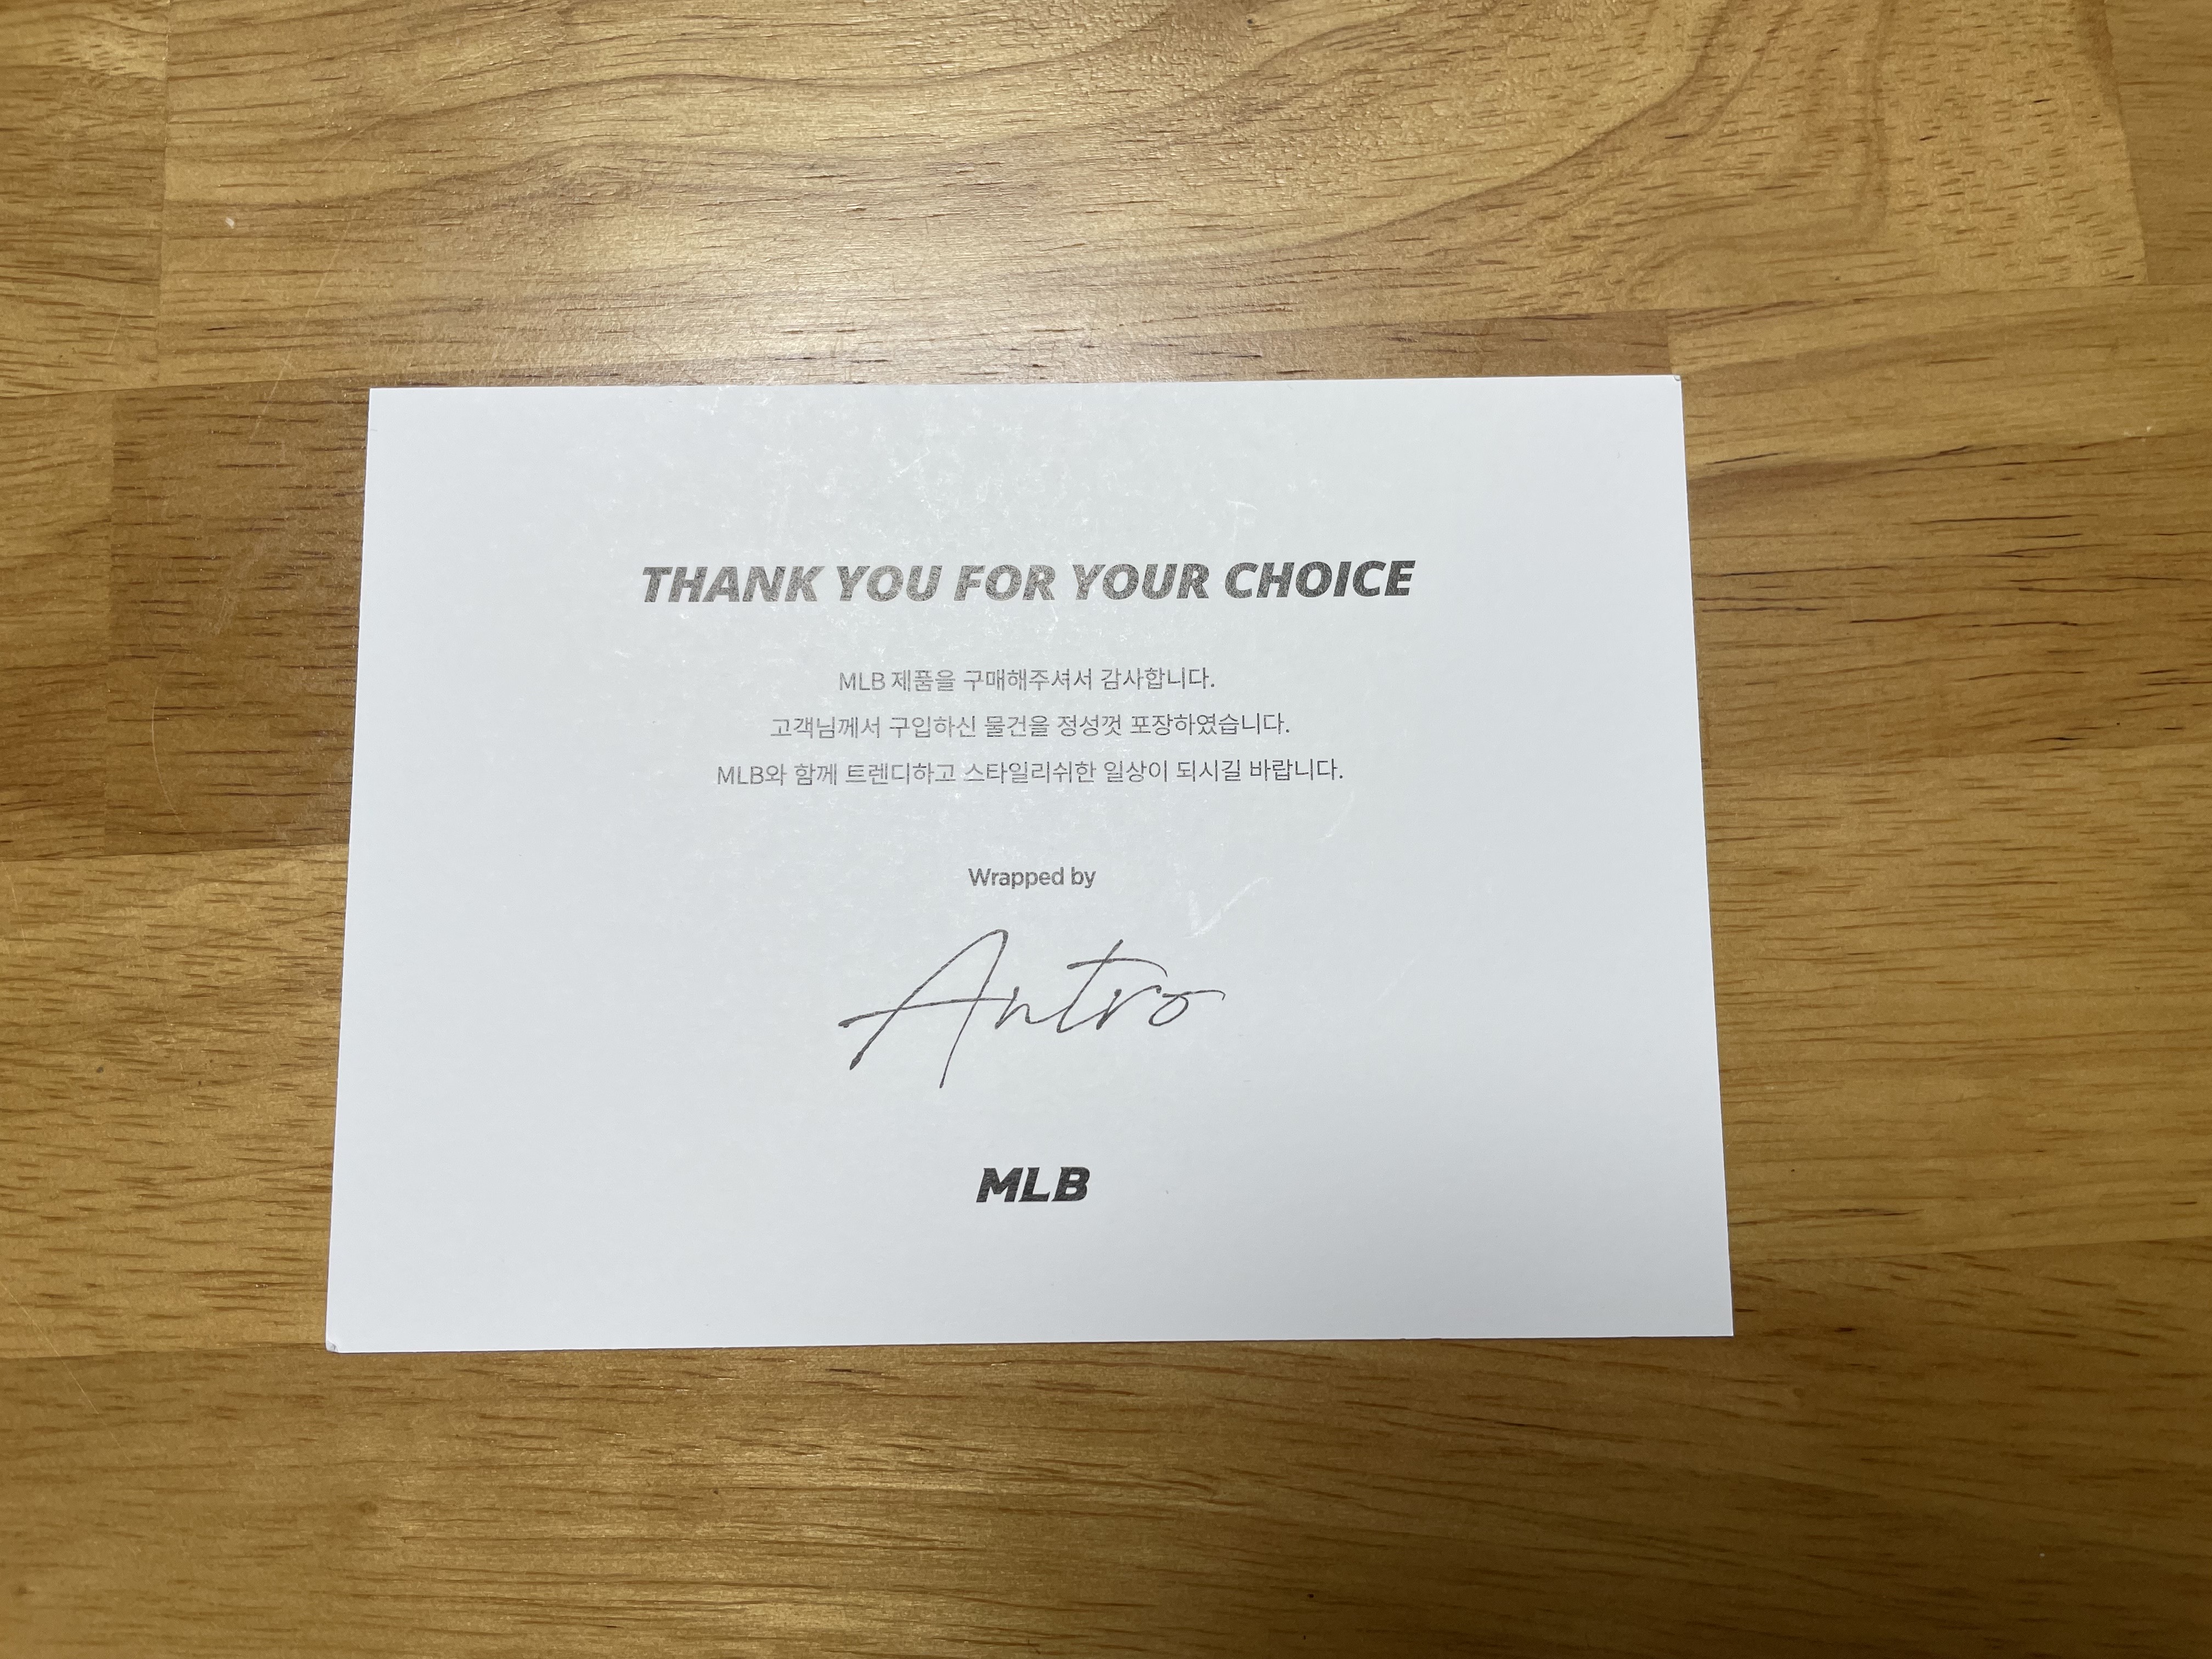 THANK YOU FOR YOUR CHOICE
MLB 제품을 구매해주셔서 감사합니다.
고객님께서 구입하신 물건을 정성껏 포장하였습니다.
MLB와 함께 트렌디하고 스타일리쉬한 일상이 되시길 바랍니다.
Wrapped by
Antro
MLB